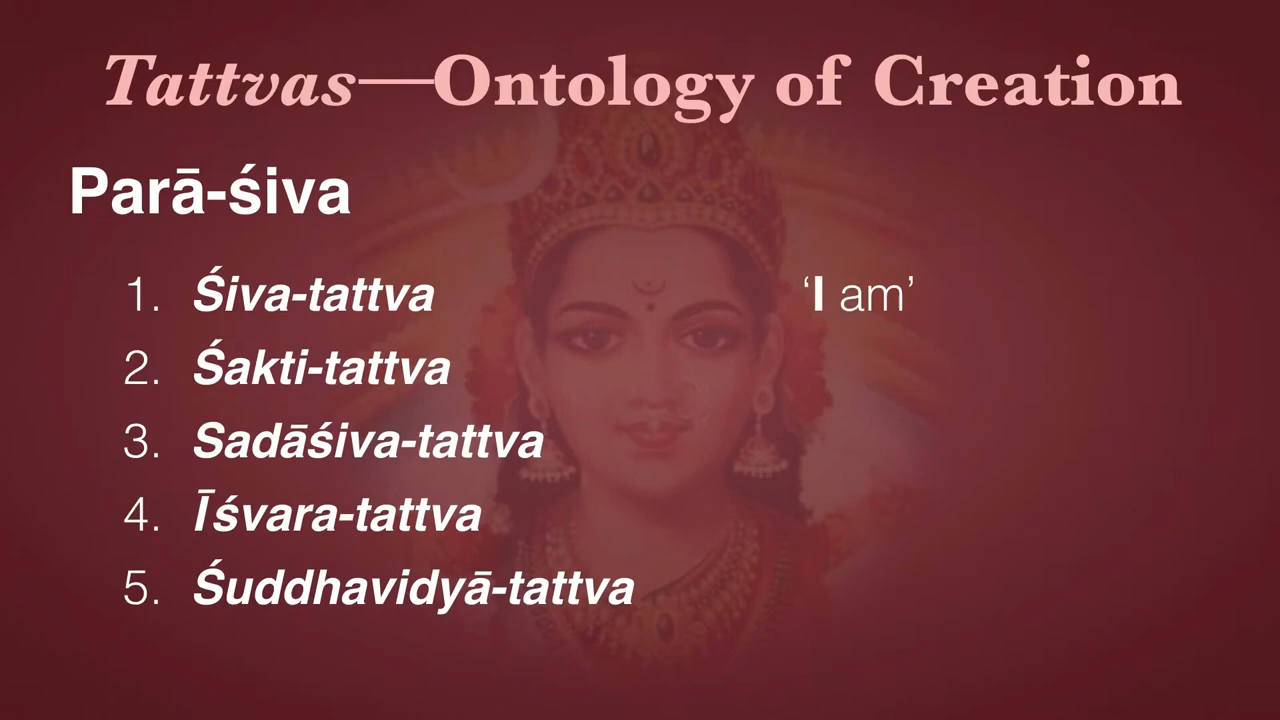 Tattvas—Ontology of Creation
Parā-śiva
1. Śiva-tattva ‘I am’
2. Śakti-tattva
3. Sadāśiva-tattva
4. Īśvara-tattva
5. Śuddhavidyā-tattva